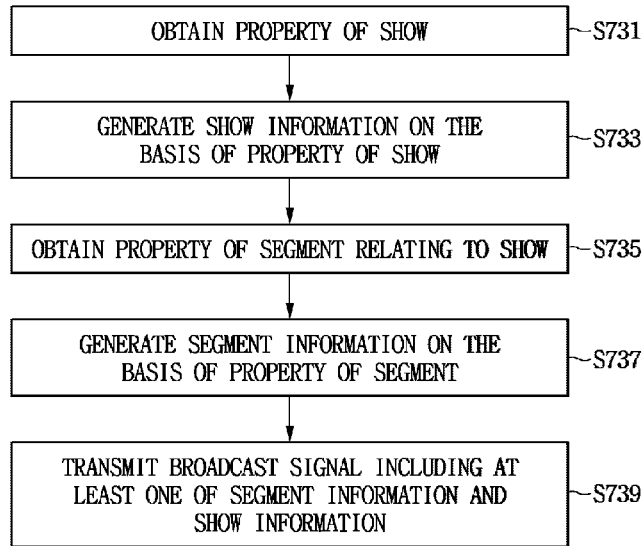 OBTAIN PROPERTY OF SHOW
S731
GENERATE SHOW INFORMATION ON THE
BASIS OF PROPERTY OF SHOW
S733
OBTAIN PROPERTY OF SEGMENT RELATING TO SHOW
S735
GENERATE SEGMENT INFORMATION ON THE
BASIS OF PROPERTY OF SEGMENT
S737
TRANSMIT BROADCAST SIGNAL INCLUDING AT
LEAST ONE OF SEGMENT INFORMATION AND
SHOW INFORMATION
S739